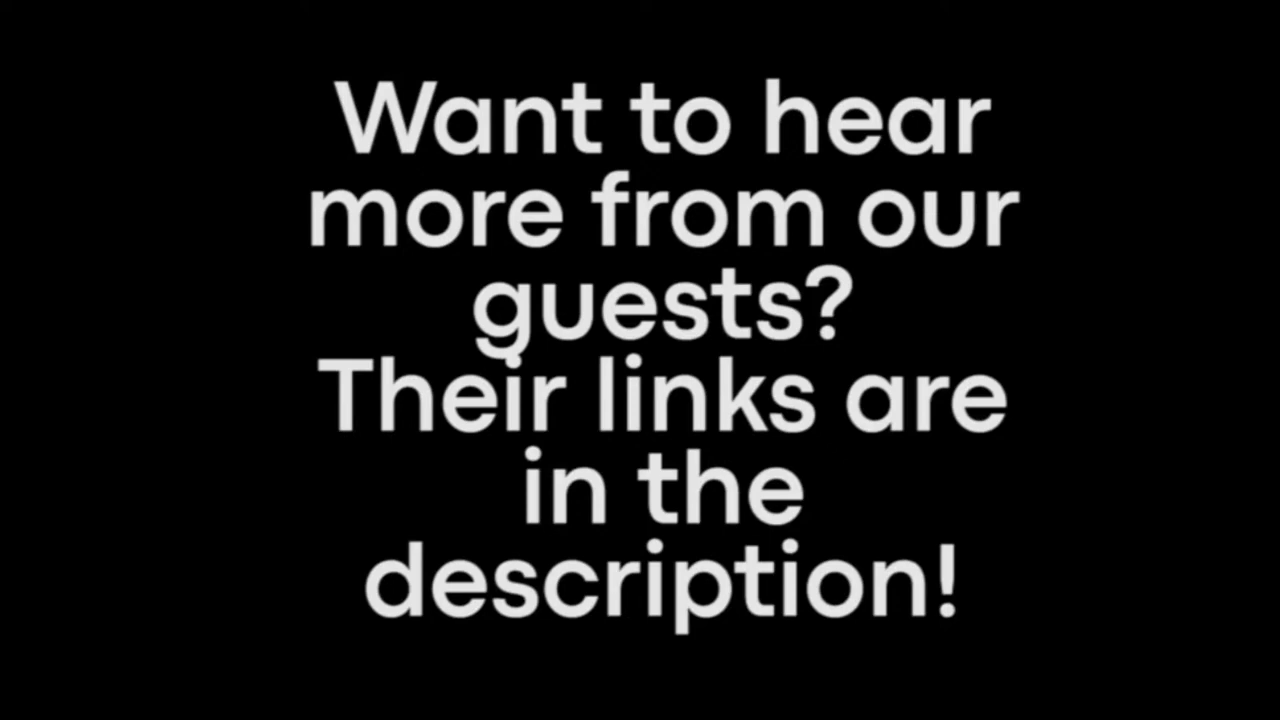 Want to hear
more from our
guests?
Their links are
in the
description!